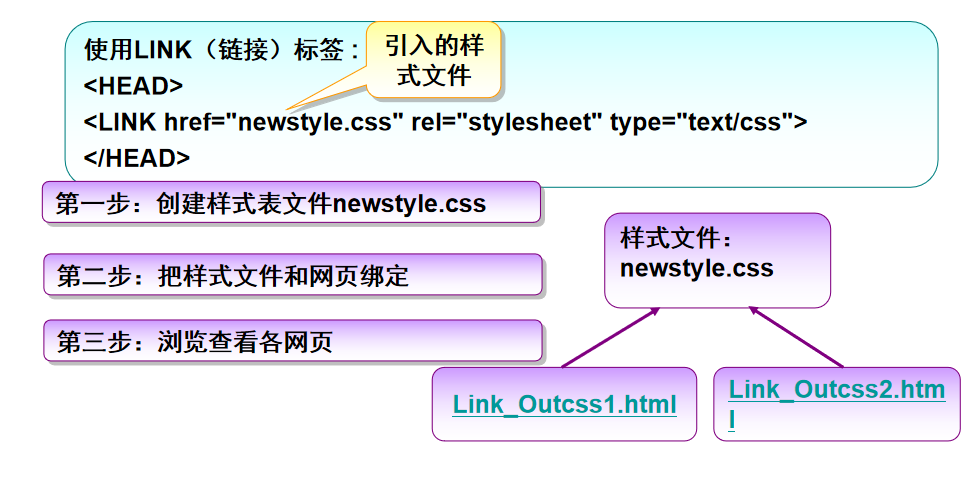 使用LINK（链接）标签：
引入的样
式文件
<HEAD>
<LINK href="newstyle.css" rel="stylesheet" type="text/css">
</HEAD>
第一步：创建样式表文件newstyle.css
第二步：把样式文件和网页绑定
第三步：浏览查看各网页
样式文件：
newstyle.css
Link_Outcss1.html
Link_Outcss2.htm
l